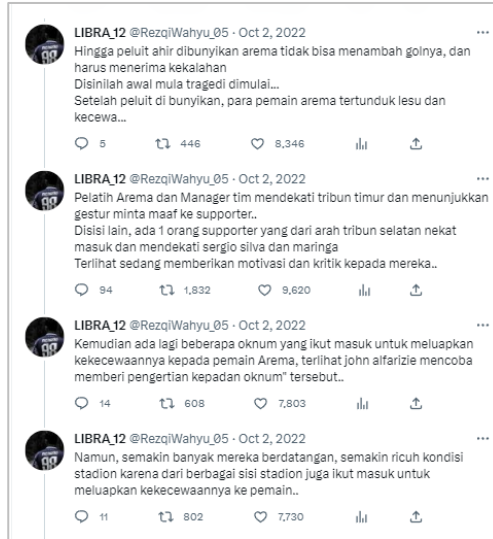 LIBRA_12 @RezqiWahyu_05 · Oct 2, 2022
Hingga peluit ahir dibunyikan arema tidak bisa menambah golnya, dan
harus menerima kekalahan
Disinilah awal mula tragedi dimulai...
Setelah peluit di bunyikan, para pemain arema tertunduk lesu dan
kecewa...
5 446 8,346
LIBRA_12 @RezqiWahyu_05 · Oct 2, 2022
Pelatih Arema dan Manager tim mendekati tribun timur dan menunjukkan
gestur minta maaf ke supporter..
Disisi lain, ada 1 orang supporter yang dari arah tribun selatan nekat
masuk dan mendekati sergio silva dan maringa
Terlihat sedang memberikan motivasi dan kritik kepada mereka..
94 1,832 9,620
LIBRA_12 @RezqiWahyu_05 · Oct 2, 2022
Kemudian ada lagi beberapa oknum yang ikut masuk untuk meluapkan
kekecewaannya kepada pemain Arema, terlihat john alfarizie mencoba
memberi pengertian kepadan oknum" tersebut..
14 608 7,803
LIBRA_12 @RezqiWahyu_05 · Oct 2, 2022
Namun, semakin banyak mereka berdatangan, semakin ricuh kondisi
stadion karena dari berbagai sisi stadion juga ikut masuk untuk
meluapkan kekecewaannya ke pemain..
11 802 7,730